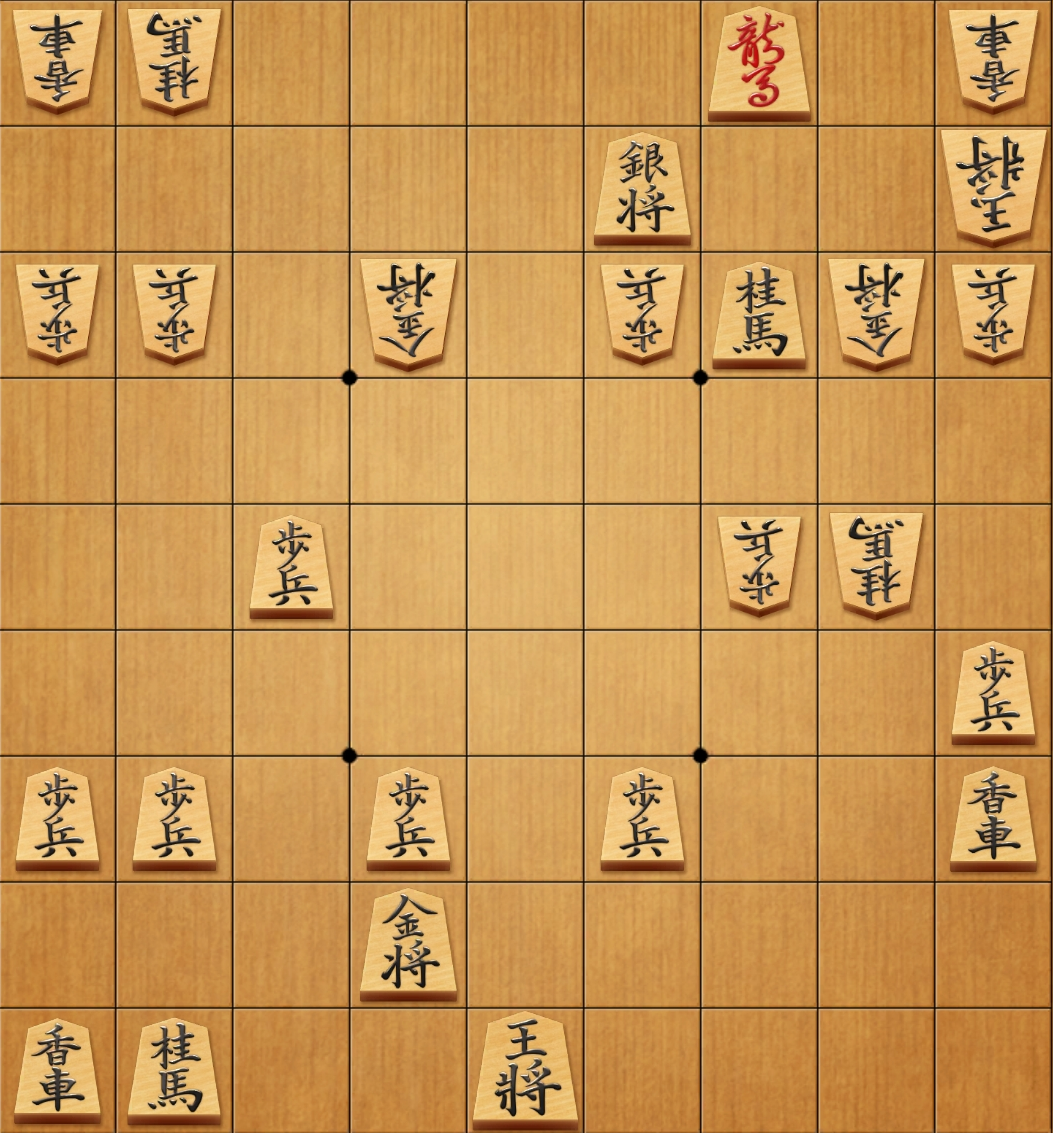 香車 桂馬 龍馬 香車
銀将 玉将
歩兵 歩兵 金将 歩兵 桂馬 金将 歩兵
歩兵 歩兵 桂馬
歩兵
歩兵 歩兵 歩兵 歩兵 香車
金将
香車 桂馬 王将